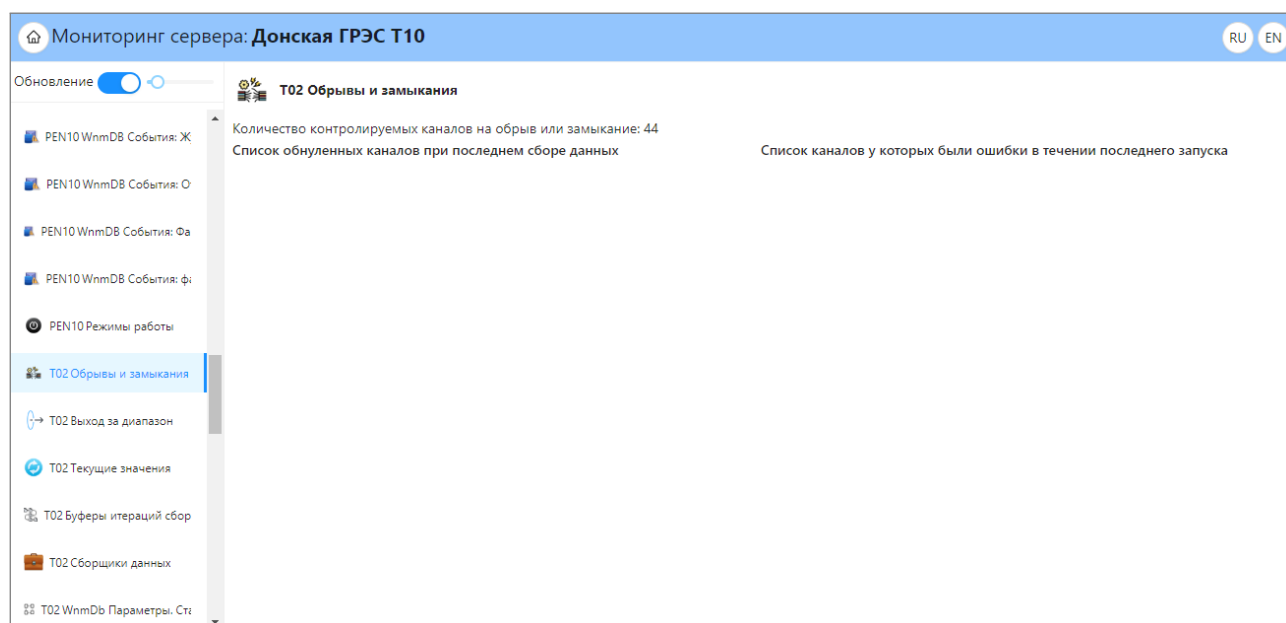 Мониторинг сервера: Донская ГРЭС Т10
RU EN
Обновление
T02 Обрывы и замыкания
Количество контролируемых каналов на обрыв или замыкание: 44
Список обнуленных каналов при последнем сборе данных
Список каналов у которых были ошибки в течении последнего запуска
PEN10 WnmDB События: Ж
PEN10 WnmDB События: О
PEN10 WnmDB События: Фа
PEN10 WnmDB События: фа
PEN10 Режимы работы
T02 Обрывы и замыкания
T02 Выход за диапазон
T02 Текущие значения
T02 Буферы итераций сбор
T02 Сборщики данных
T02 WnmDb Параметры. Ста